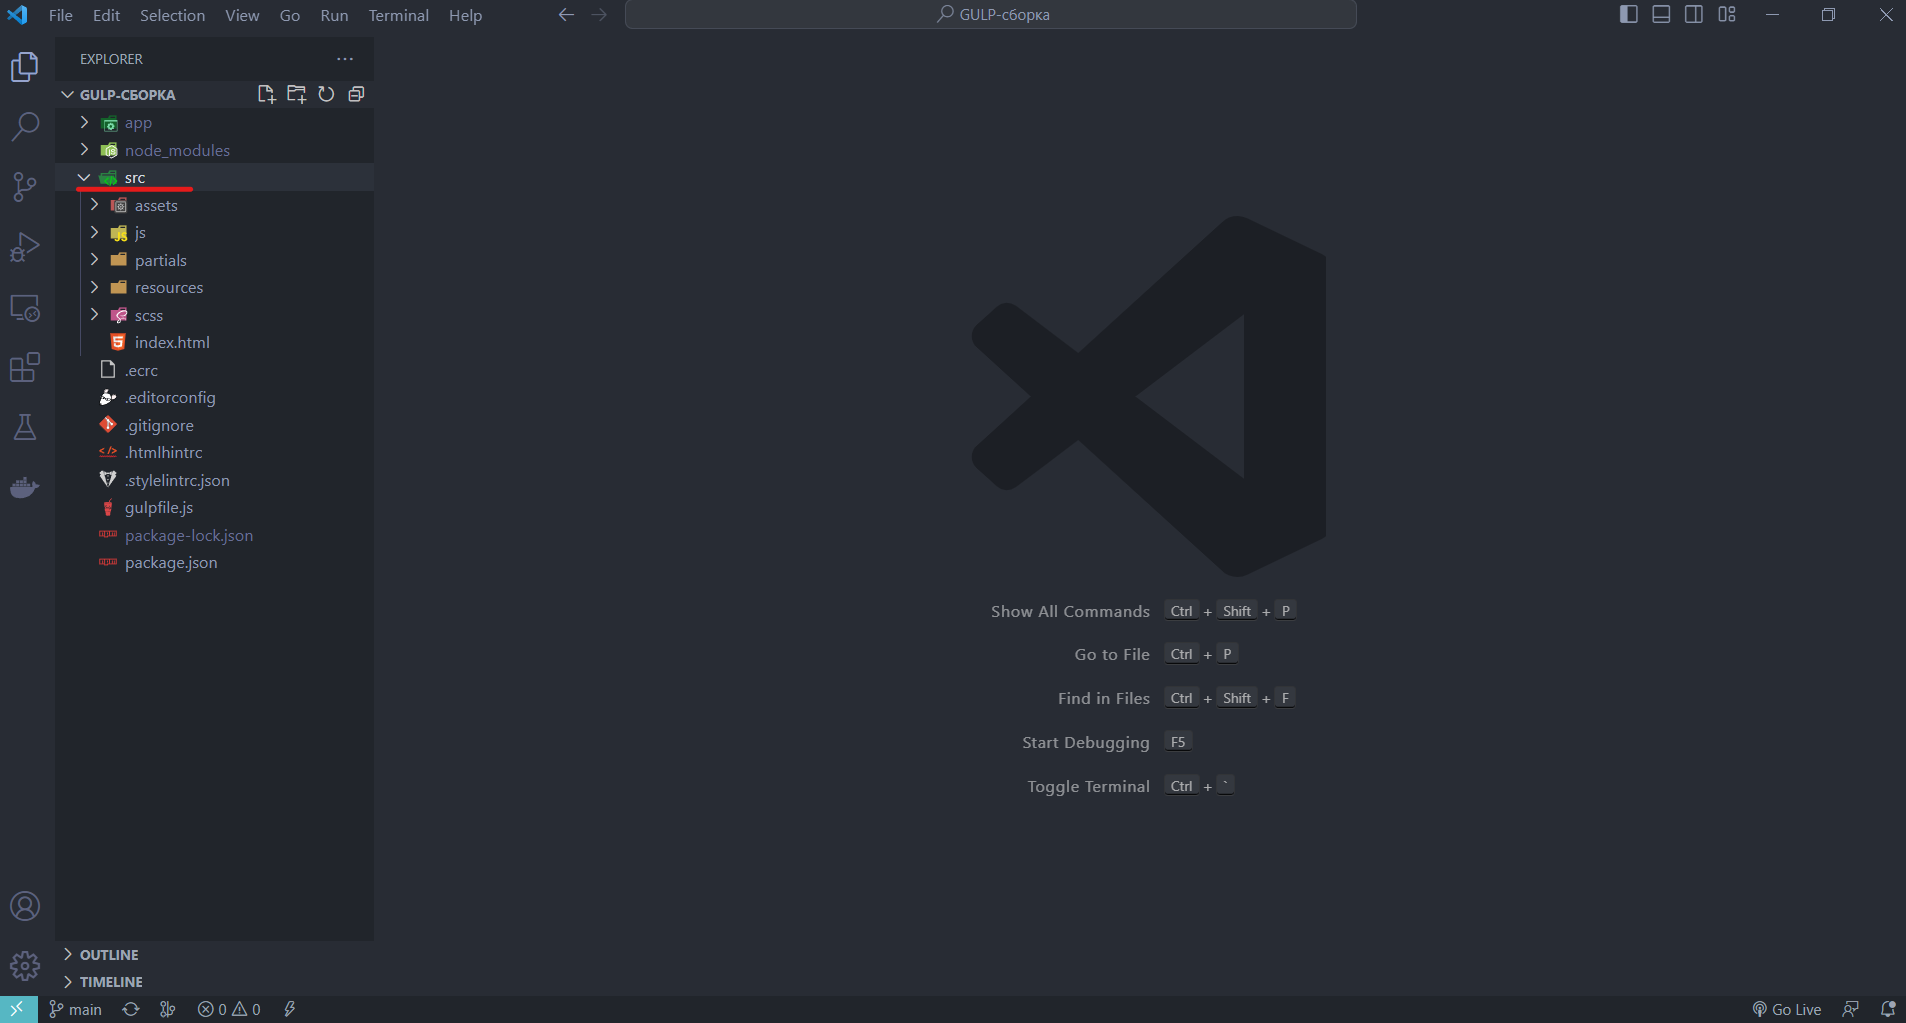 File Edit Selection View Go Run Terminal Help
GULP-сборка
EXPLORER
GULP-СБОРКА
app
node_modules
src
assets
js
partials
resources
scss
index.html
.ecrc
.editorconfig
.gitignore
.htmlhintrc
.stylelintrc.json
gulpfile.js
package-lock.json
package.json
Show All Commands Ctrl + Shift + P
Go to File Ctrl + P
Find in Files Ctrl + Shift + F
Start Debugging F5
Toggle Terminal Ctrl + `
OUTLINE
TIMELINE
main 0 0 Go Live